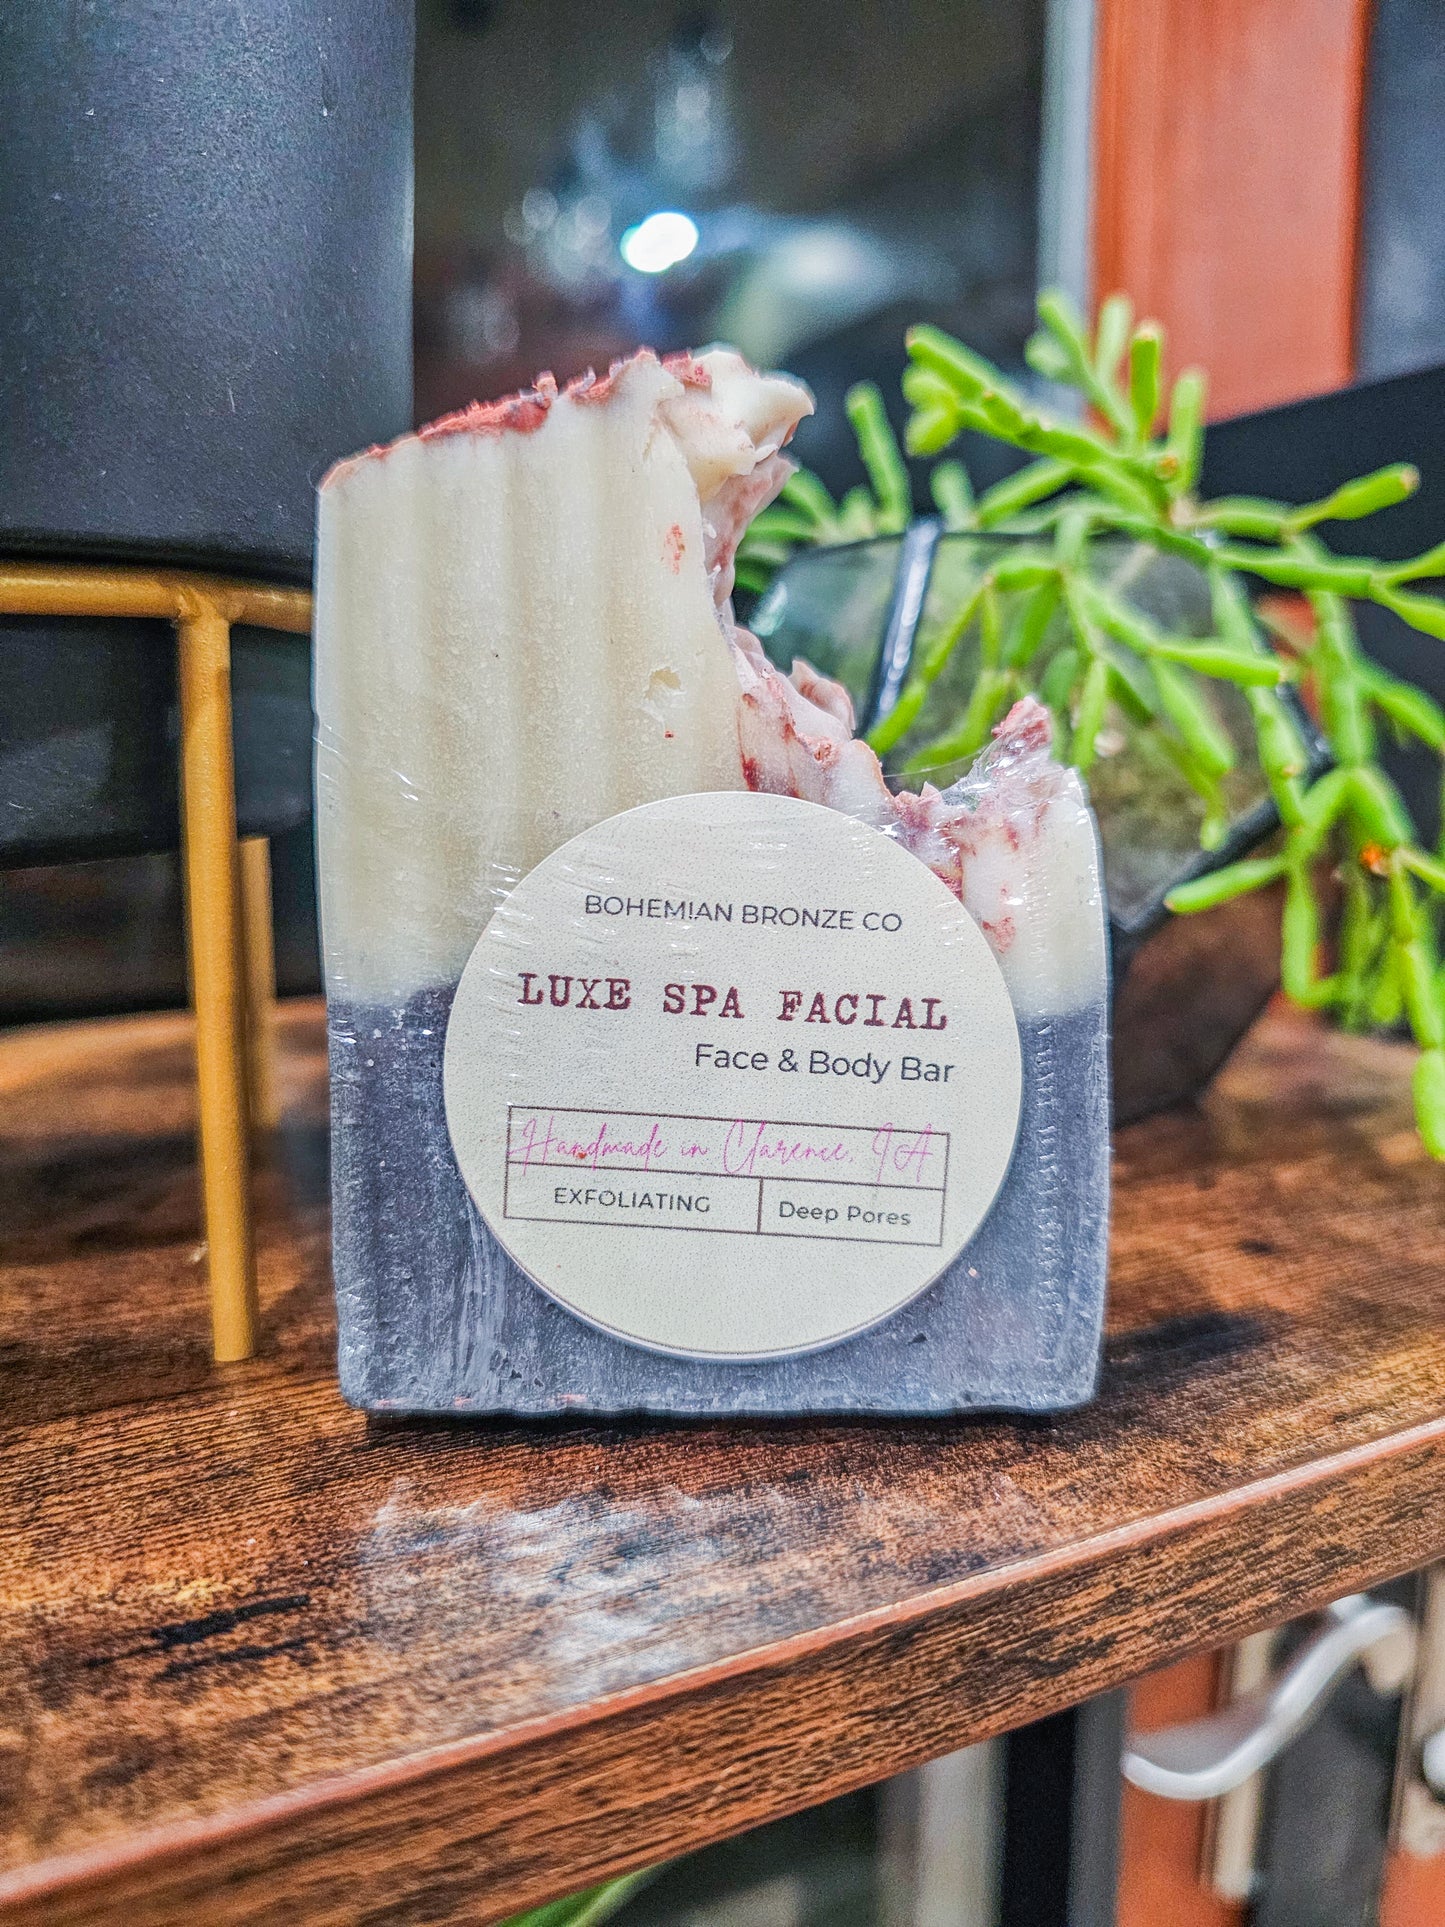 BOHEMIAN BRONZE CO
LUXE SPA FACIAL
Face & Body Bar
Handmade in Clarence, IA
EXFOLIATING
Deep Pores